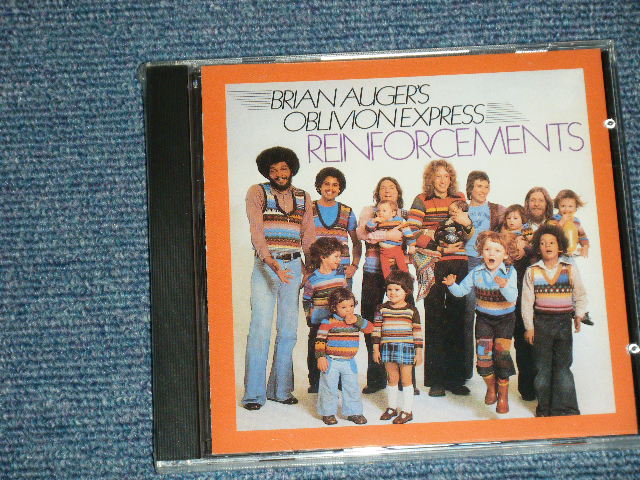 BRIAN AUGER'S
OBLIVION EXPRESS
REINFORCEMENTS